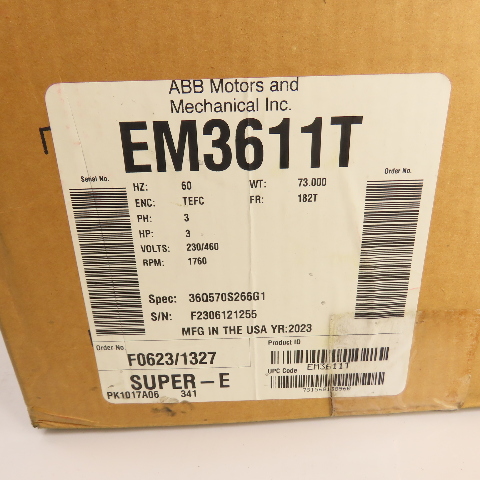 ABB Motors and
Mechanical Inc.
EM3611T
Serial No.
Order No.
HZ: 60 WT: 73.000
ENC: TEFC FR: 182T
PH: 3
HP: 3
VOLTS: 230/460
RPM: 1760
Spec: 36Q570S266G1
S/N: F2306121255
MFG IN THE USA YR:2023
Order No. F0623/1327
Product ID
EM3611T
SUPER-E
UPC Code
PK1017A06 341